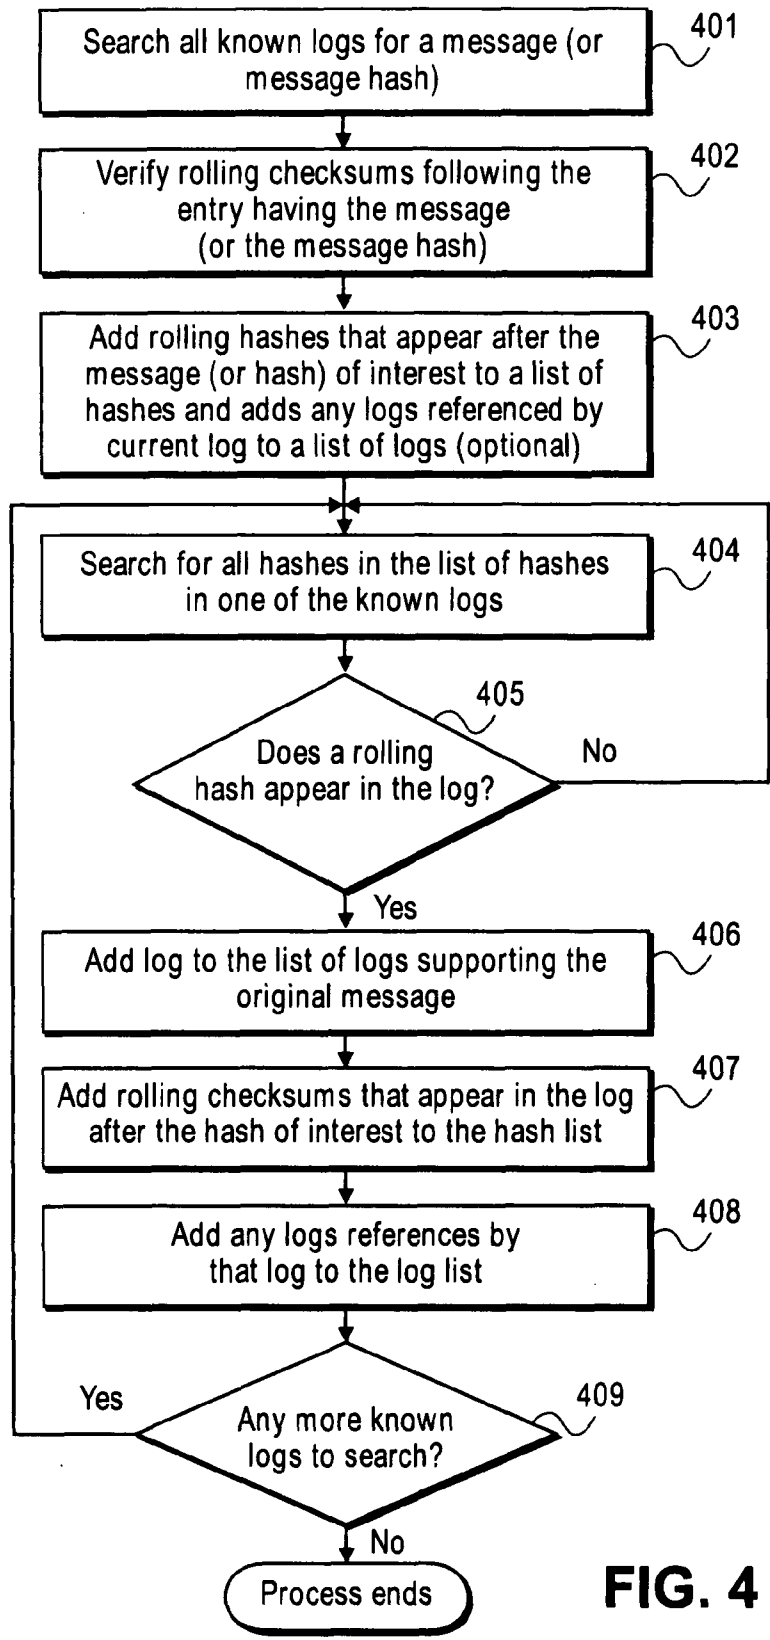 Search all known logs for a message (or
message hash)
401
Verify rolling checksums following the
entry having the message
(or the message hash)
402
Add rolling hashes that appear after the
message (or hash) of interest to a list of
hashes and adds any logs referenced by
current log to a list of logs (optional)
403
Search for all hashes in the list of hashes
in one of the known logs
404
405
Does a rolling
hash appear in the log?
No
Yes
Add log to the list of logs supporting the
original message
406
Add rolling checksums that appear in the log
after the hash of interest to the hash list
407
Add any logs references by
that log to the log list
408
Yes
409
Any more known
logs to search?
No
Process ends
FIG. 4